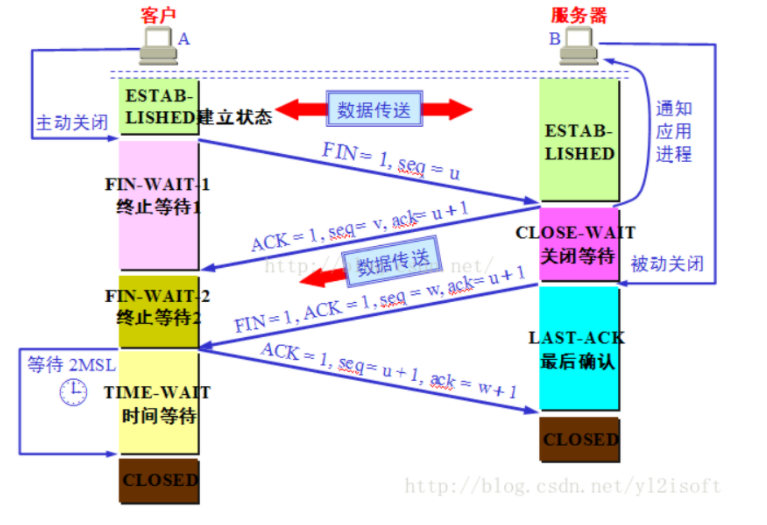 客户
服务器
A
B
ESTAB-
LISHED建立状态
数据传送
ESTAB-
LISHED
通知
应用
进程
主动关闭
FIN= 1, seq = u
FIN-WAIT-1
终止等待1
ACK = 1, seq= v, ack= u+1
CLOSE-WAIT
关闭等待
被动关闭
http://blog.csdn.net/
数据传送
FIN-WAIT-2
终止等待2
FIN=1, ACK = 1, seq = w, ack= u+1
LAST-ACK
最后确认
等待 2MSL
ACK = 1, seq= u+1, ack = w+1
TIME-WAIT
时间等待
CLOSED
CLOSED
http://blog.csdn.net/yl2isoft